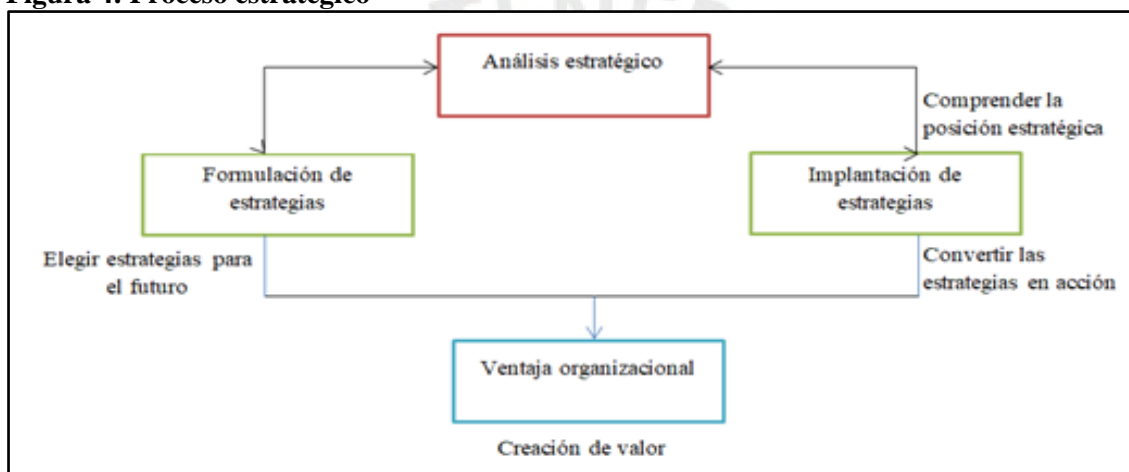 Figura 4. Proceso estratégico
Análisis estratégico
Comprender la
posición estratégica
Formulación de
estrategias
Implantación de
estrategias
Elegir estrategias para
el futuro
Convertir las
estrategias en acción
Ventaja organizacional
Creación de valor